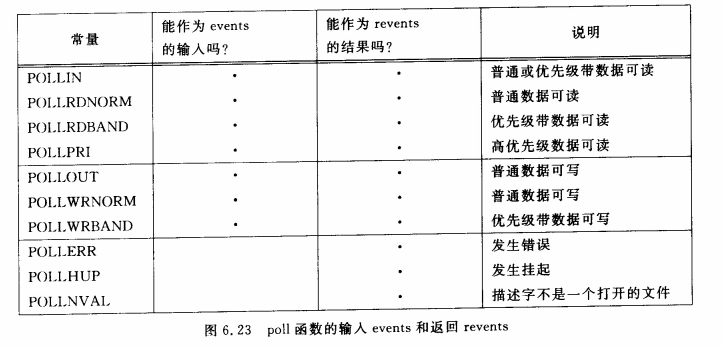 常量 能作为 events 的输入吗? 能作为 revents 的结果吗? 说明
POLLIN · · 普通或优先级带数据可读
POLLRDNORM · · 普通数据可读
POLLRDBAND · · 优先级带数据可读
POLLPRI · · 高优先级数据可读
POLLOUT · · 普通数据可写
POLLWRNORM · · 普通数据可写
POLLWRBAND · · 优先级带数据可写
POLLERR · 发生错误
POLLHUP · 发生挂起
POLLNVAL · 描述字不是一个打开的文件
图 6.23 poll 函数的输入 events 和返回 revents